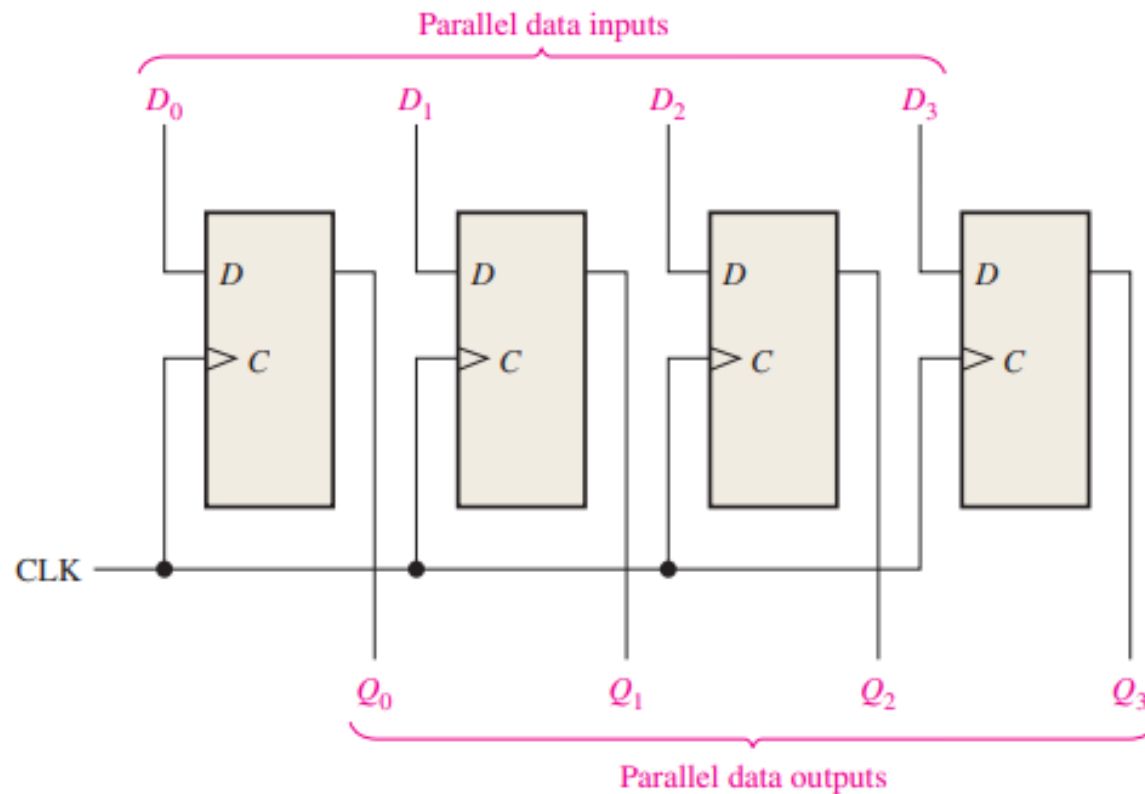 Parallel data inputs
D0 D1 D2 D3
D D D D
C C C C
CLK
Q0 Q1 Q2 Q3
Parallel data outputs